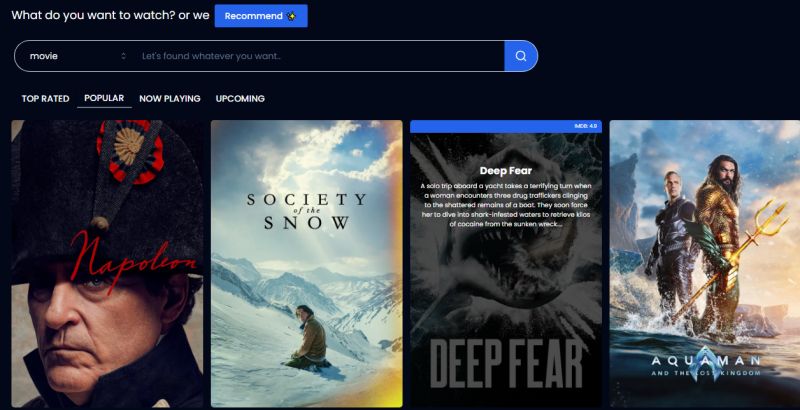 What do you want to watch? or we Recommend ✨
movie Let's found whatever you want..
TOP RATED POPULAR NOW PLAYING UPCOMING
Napoleon
SOCIETY
of the
SNOW
IMDB: 4.9
Deep Fear
A solo trip aboard a yacht takes a terrifying turn when
a woman encounters three drug traffickers clinging
to the shattered remains of a boat. They soon force
her to dive into shark-infested waters to retrieve kilos
of cocaine from the sunken wreck....
DEEP FEAR
AQUAMAN
AND THE LOST KINGDOM